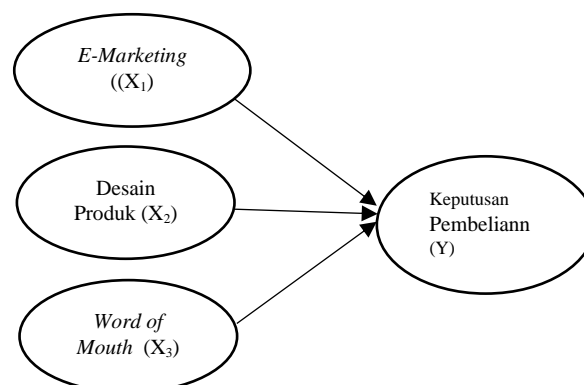 E-Marketing
((X₁)
Desain
Produk (X₂)
Word of
Mouth (X₃)
Keputusan
Pembeliann
(Y)